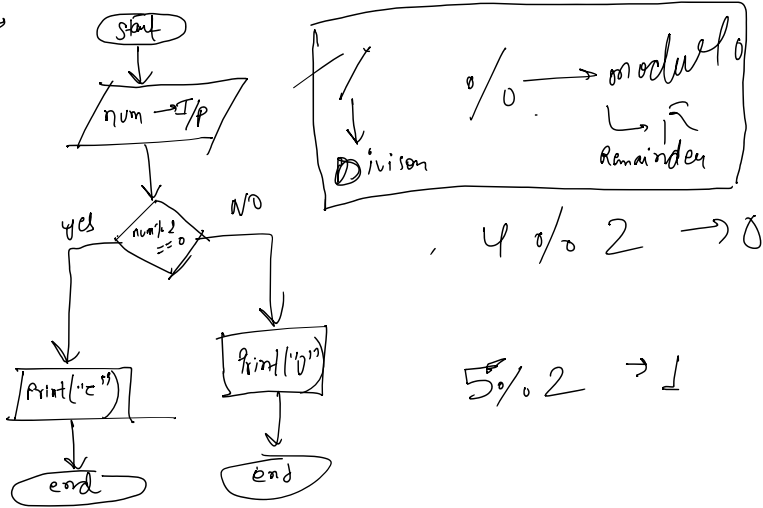 start
num → I/P
num%2
== 0
yes
NO
Print("e")
Print("O")
end
end
/
Divison
% → modulo
Remainder
4 % 2 → 0
5 % 2 → 1